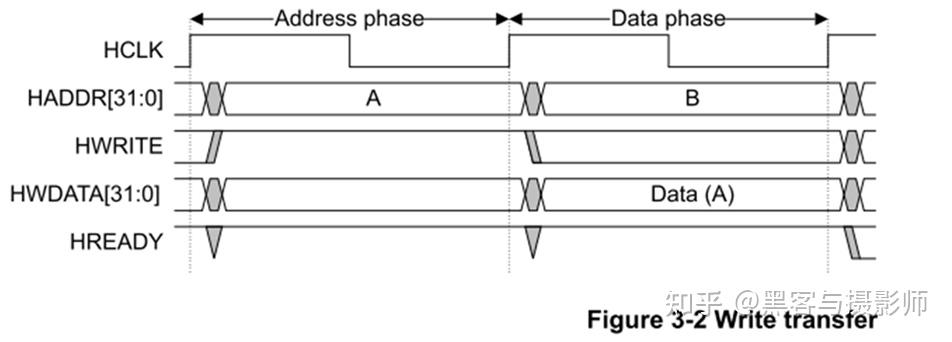 Address phase Data phase
HCLK
HADDR[31:0] A B
HWRITE
HWDATA[31:0] Data (A)
HREADY
知乎 @黑客与摄影师
Figure 3-2 Write transfer